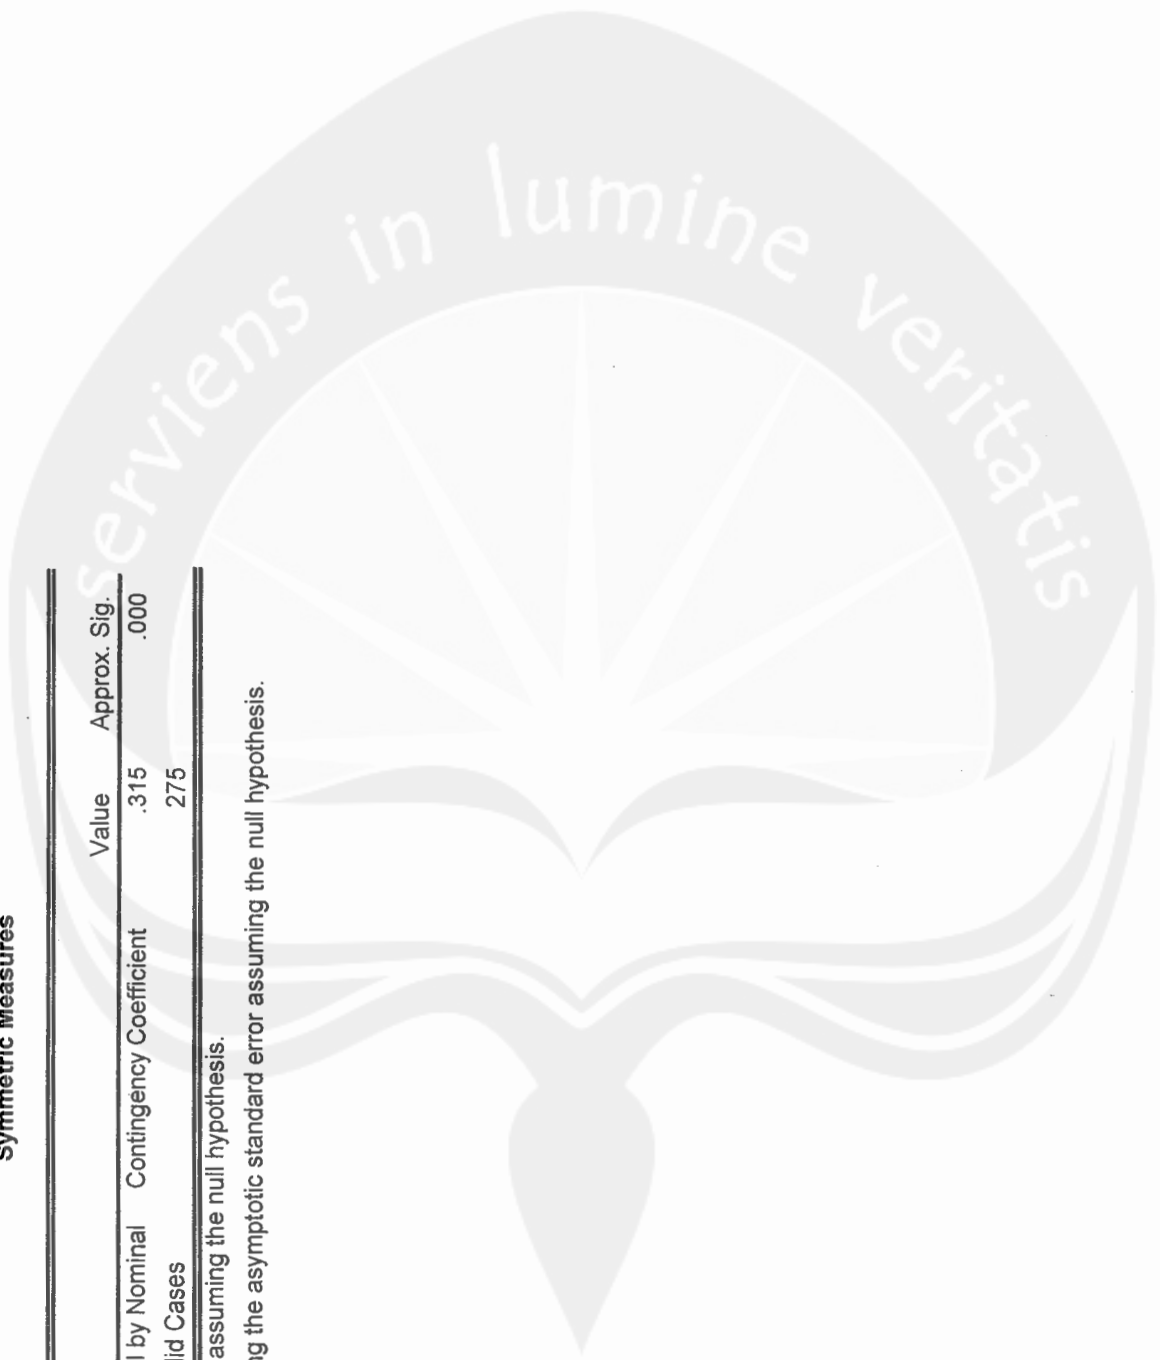 Symmetric Measures
Value Approx. Sig.
l by Nominal Contingency Coefficient .315 .000
lid Cases 275
assuming the null hypothesis.
ng the asymptotic standard error assuming the null hypothesis.
serviens in lumine veritatis